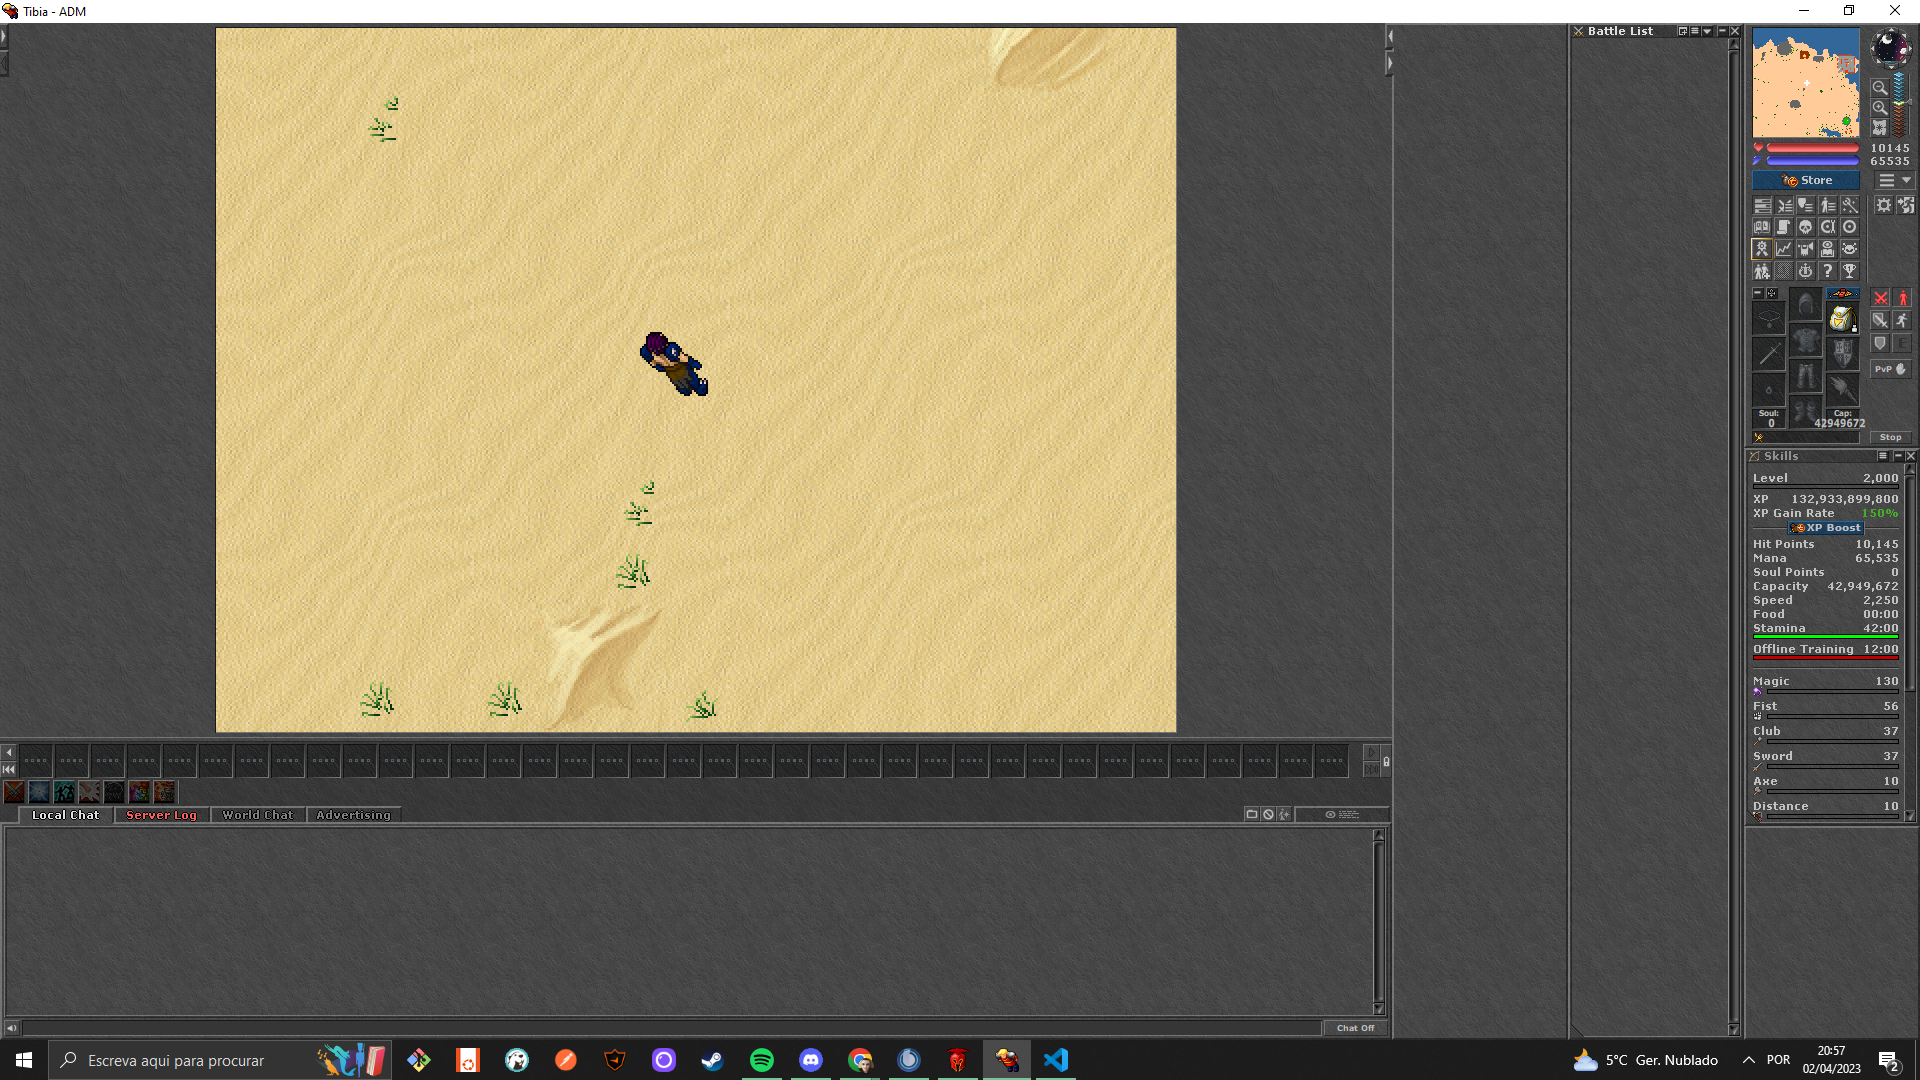 Tibia - ADM
Battle List
10145
65535
Store
Soul:
0
Cap:
42949672
PvP
Stop
Skills
Level 2,000
XP 132,933,899,800
XP Gain Rate 150%
XP Boost
Hit Points 10,145
Mana 65,535
Soul Points 0
Capacity 42,949,672
Speed 2,250
Food 00:00
Stamina 42:00
Offline Training 12:00
Magic 130
Fist 56
Club 37
Sword 37
Axe 10
Distance 10
Local Chat Server Log World Chat Advertising
Chat Off
Escreva aqui para procurar
5°C Ger. Nublado
POR
20:57
02/04/2023
2